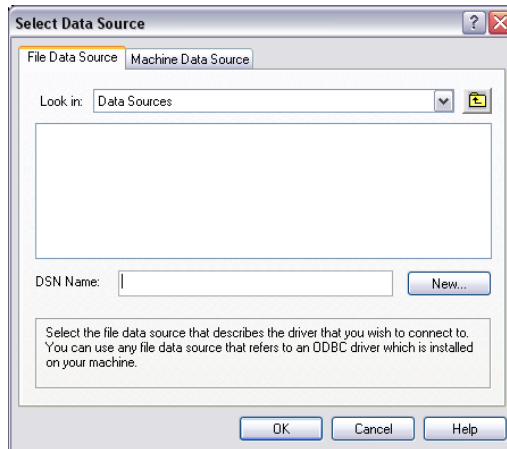 Select Data Source
File Data Source Machine Data Source
Look in: Data Sources
DSN Name: New...
Select the file data source that describes the driver that you wish to connect to.
You can use any file data source that refers to an ODBC driver which is installed
on your machine.
OK Cancel Help